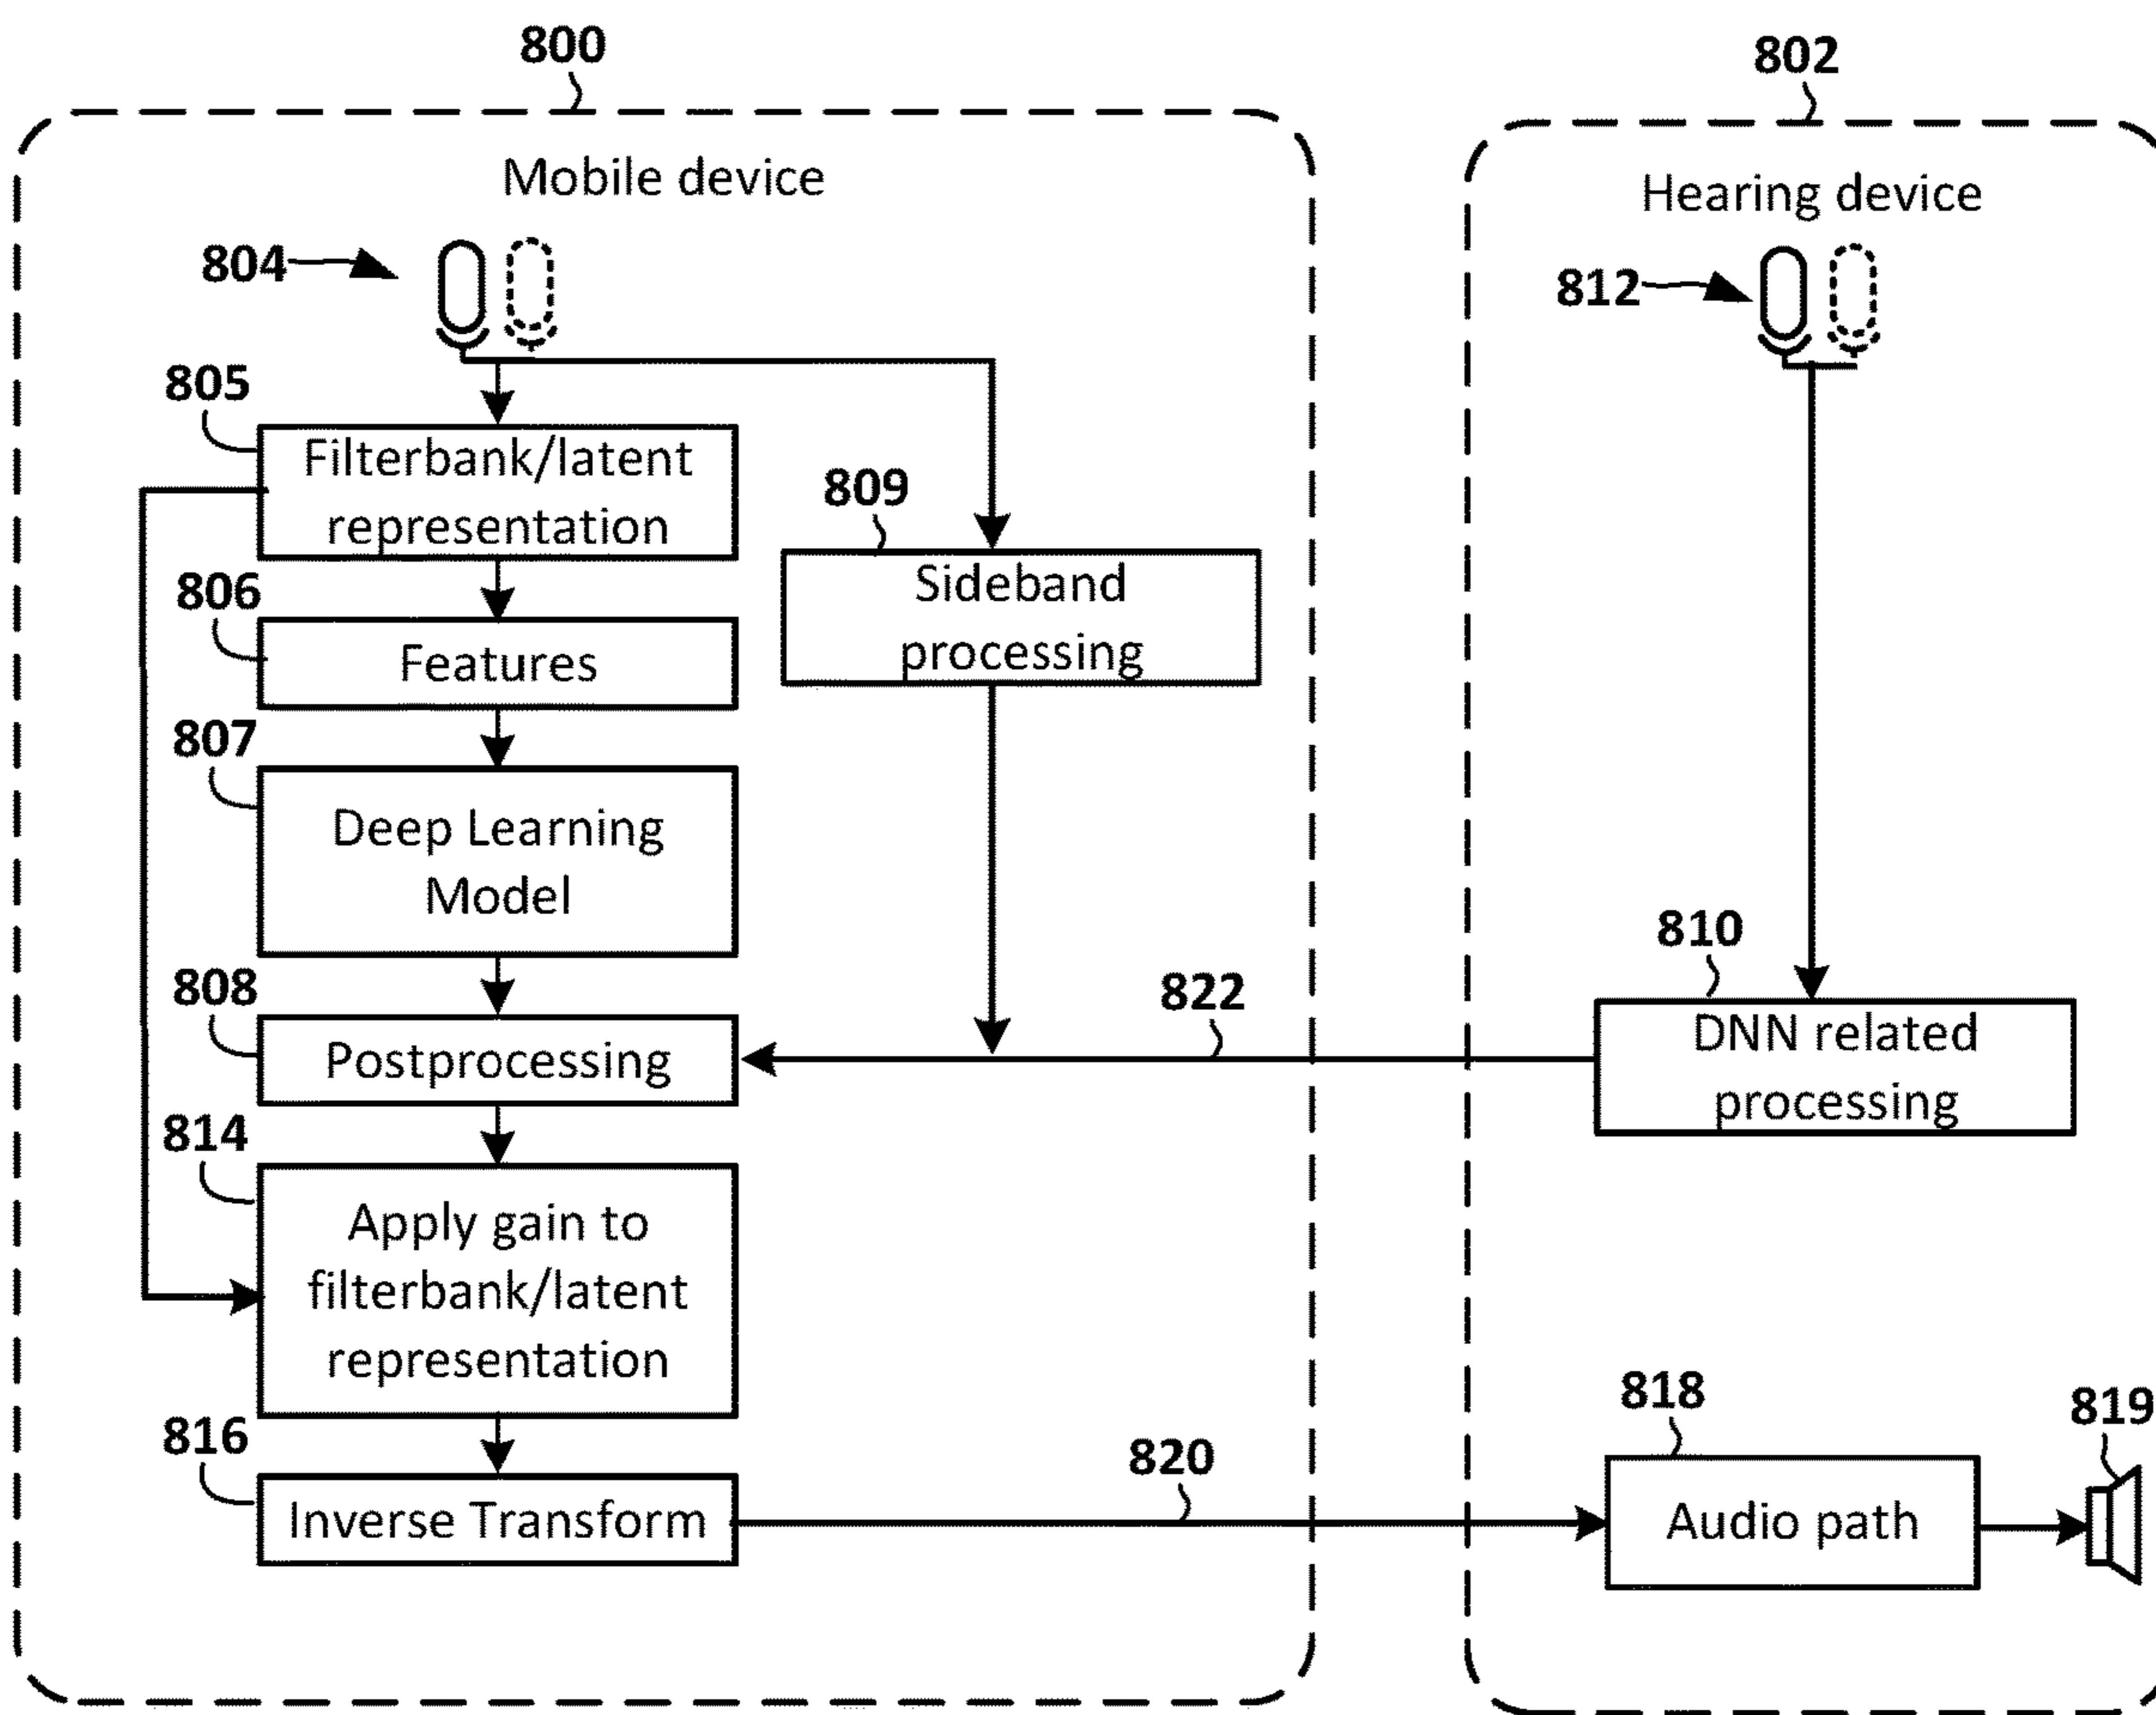 800
802
Mobile device
Hearing device
804
812
805
Filterbank/latent
representation
809
Sideband
processing
806
Features
807
Deep Learning
Model
810
DNN related
processing
808
Postprocessing
822
814
Apply gain to
filterbank/latent
representation
818
819
816
Inverse Transform
820
Audio path